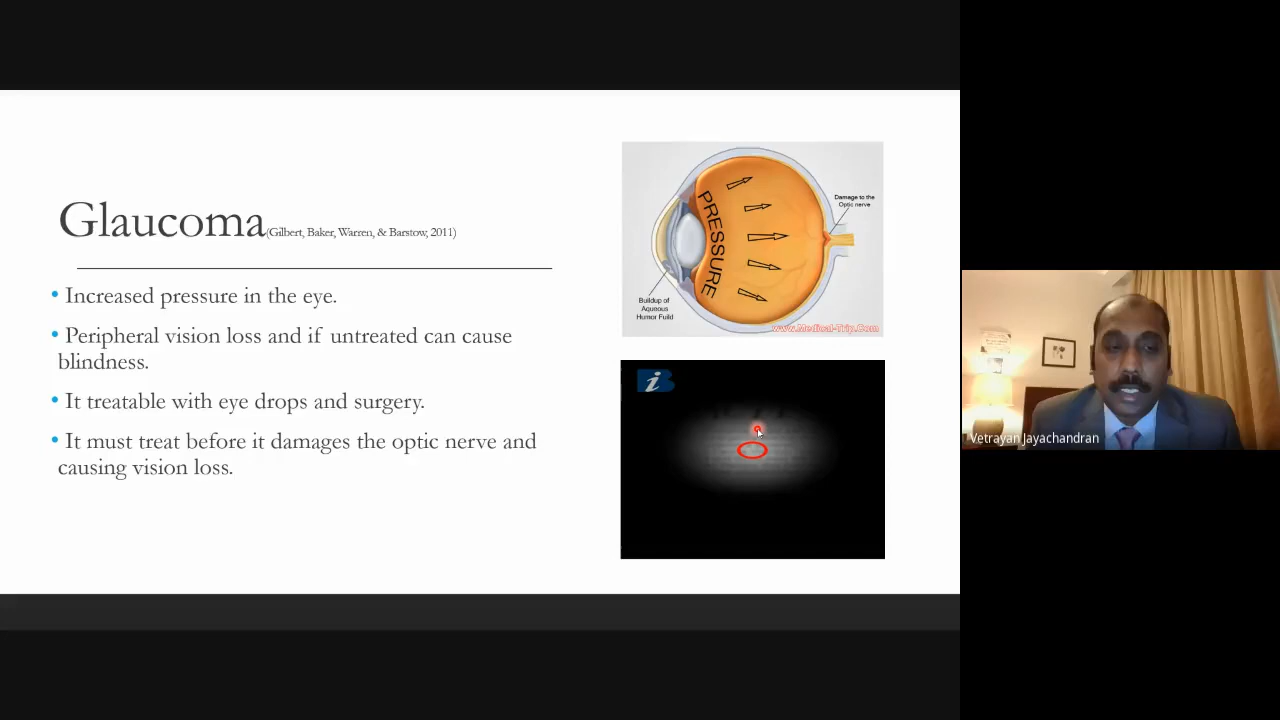 Glaucoma(Gilbert, Baker, Warren, & Barstow, 2011)
• Increased pressure in the eye.
• Peripheral vision loss and if untreated can cause
blindness.
• It treatable with eye drops and surgery.
• It must treat before it damages the optic nerve and
causing vision loss.
PRESSURE
Damage to the
Optic nerve
Buildup of
Aqueous
Humor Fuild
www.Medical-Trip.Com
i
Vetrayan Jayachandran